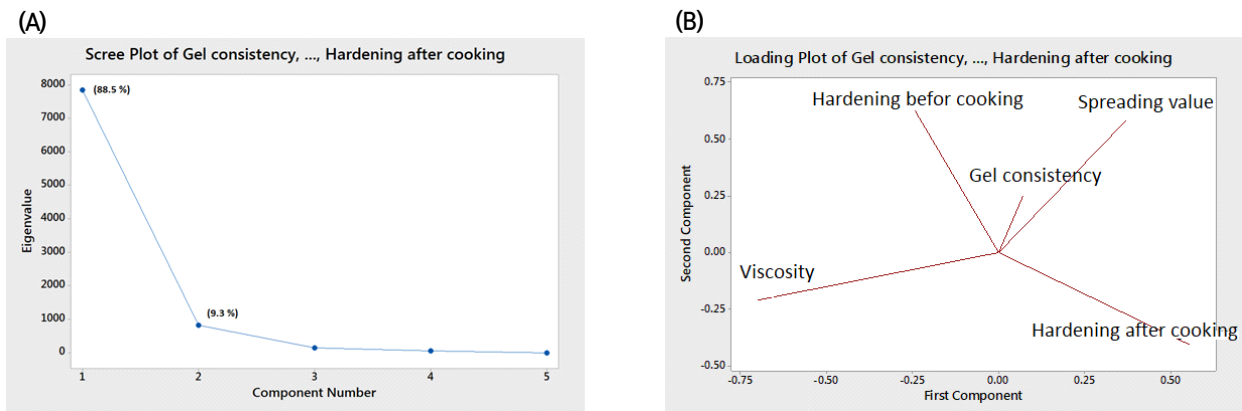 (A)
Scree Plot of Gel consistency, ..., Hardening after cooking
8000
7000
6000
5000
4000
3000
2000
1000
0
Eigenvalue
(88.5 %)
(9.3 %)
1 2 3 4 5
Component Number
(B)
Loading Plot of Gel consistency, ..., Hardening after cooking
0.75
0.50
0.25
0.00
-0.25
-0.50
Second Component
Hardening befor cooking
Spreading value
Gel consistency
Viscosity
Hardening after cooking
-0.75 -0.50 -0.25 0.00 0.25 0.50
First Component